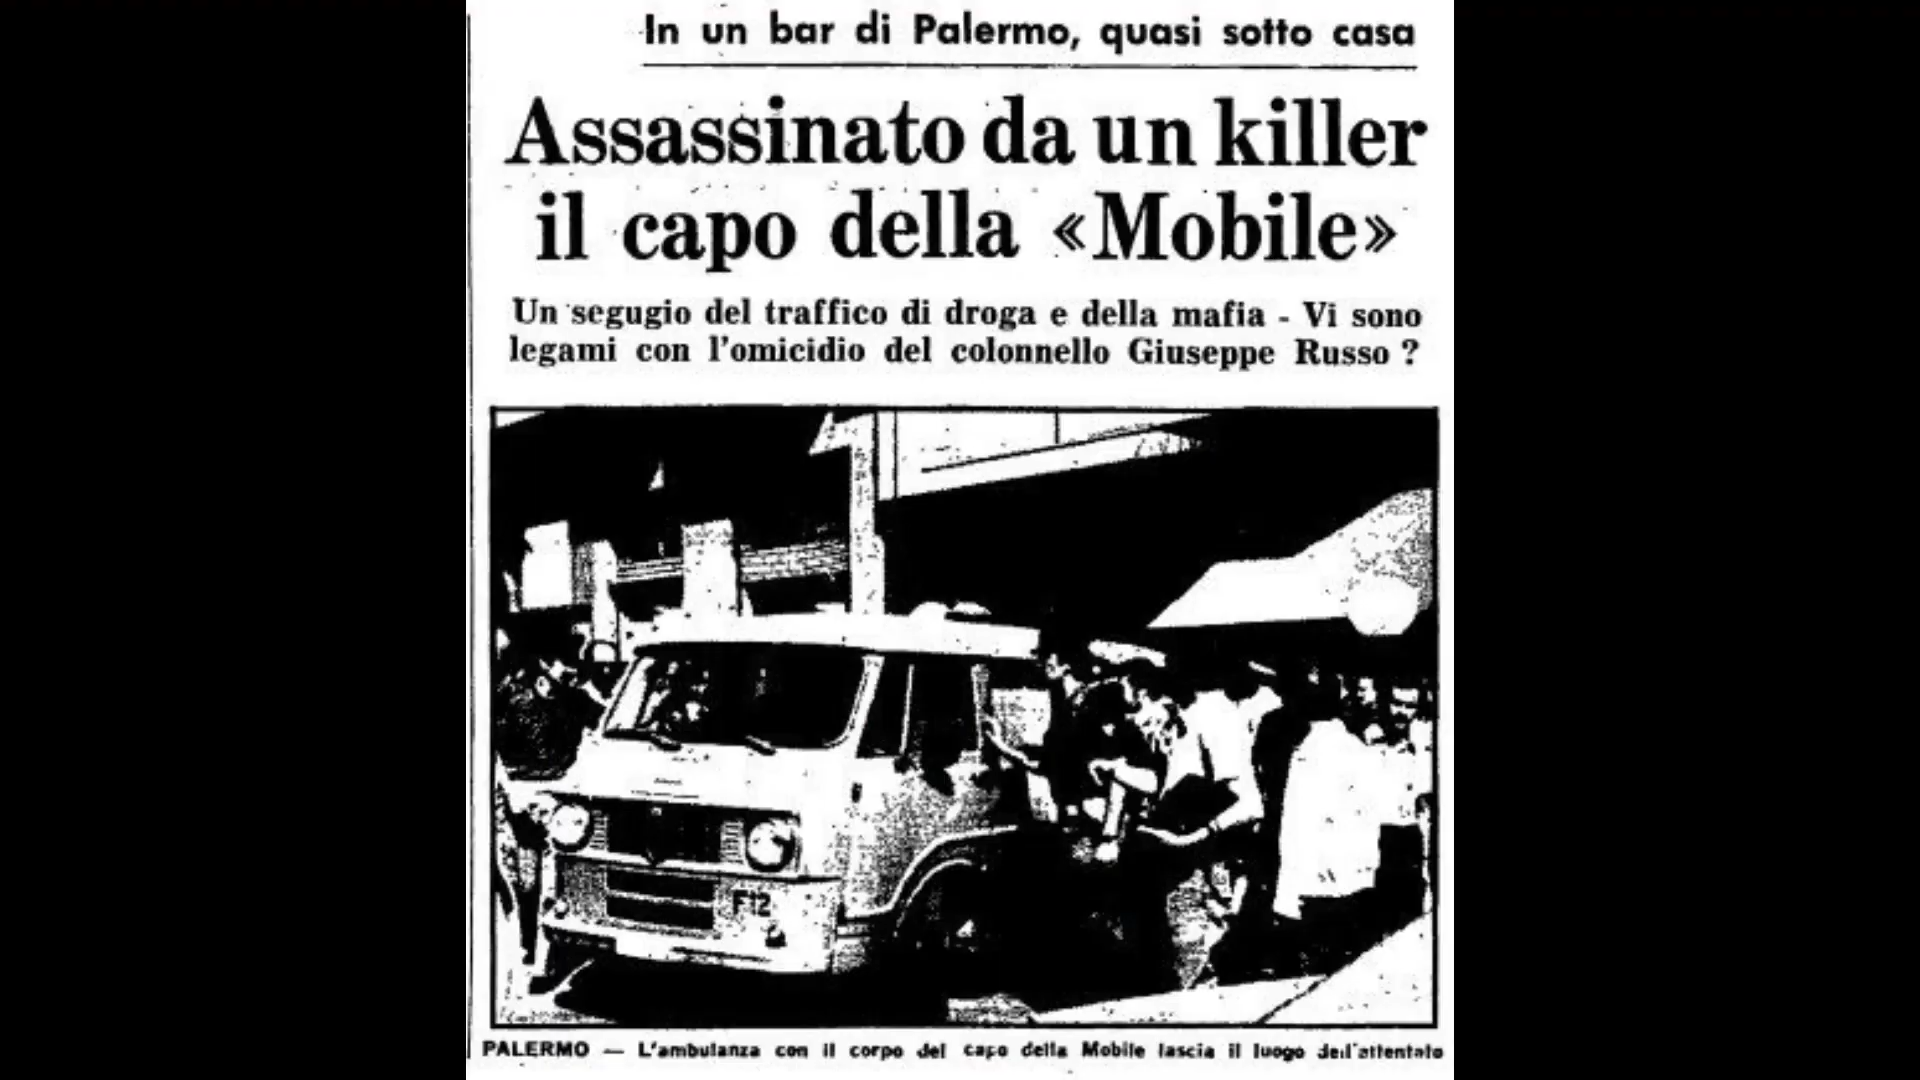 In un bar di Palermo, quasi sotto casa
Assassinato da un killer
il capo della «Mobile»
Un segugio del traffico di droga e della mafia - Vi sono
legami con l'omicidio del colonnello Giuseppe Russo ?
F12
PALERMO — L'ambulanza con il corpo del capo della Mobile lascia il luogo dell'attentato